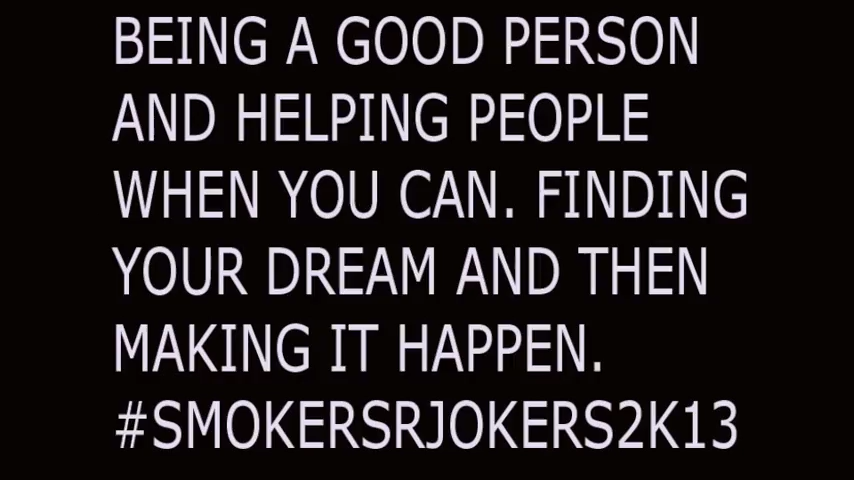 BEING A GOOD PERSON
AND HELPING PEOPLE
WHEN YOU CAN. FINDING
YOUR DREAM AND THEN
MAKING IT HAPPEN.
#SMOKERSRJOKERS2K13